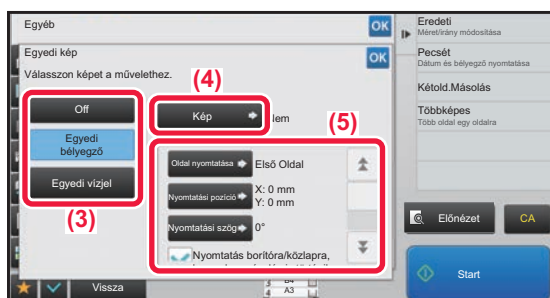 Egyéb
OK
Egyedi kép
OK
Válasszon képet a művelethez.
(4)
Off
Kép
(5)
Egyedi
bélyegző
Oldal nyomtatása
Első Oldal
Egyedi vízjel
Nyomtatási pozíció
X: 0 mm
Y: 0 mm
(3)
Nyomtatási szög
0°
Nyomtatás borítóra/közlapra,
Vissza
B4
A3
Eredeti
Méret/irány módosítása
Pecsét
Dátum és bélyegző nyomtatása
Kétold.Másolás
Többképes
Több oldal egy oldalra
Előnézet
CA
Start